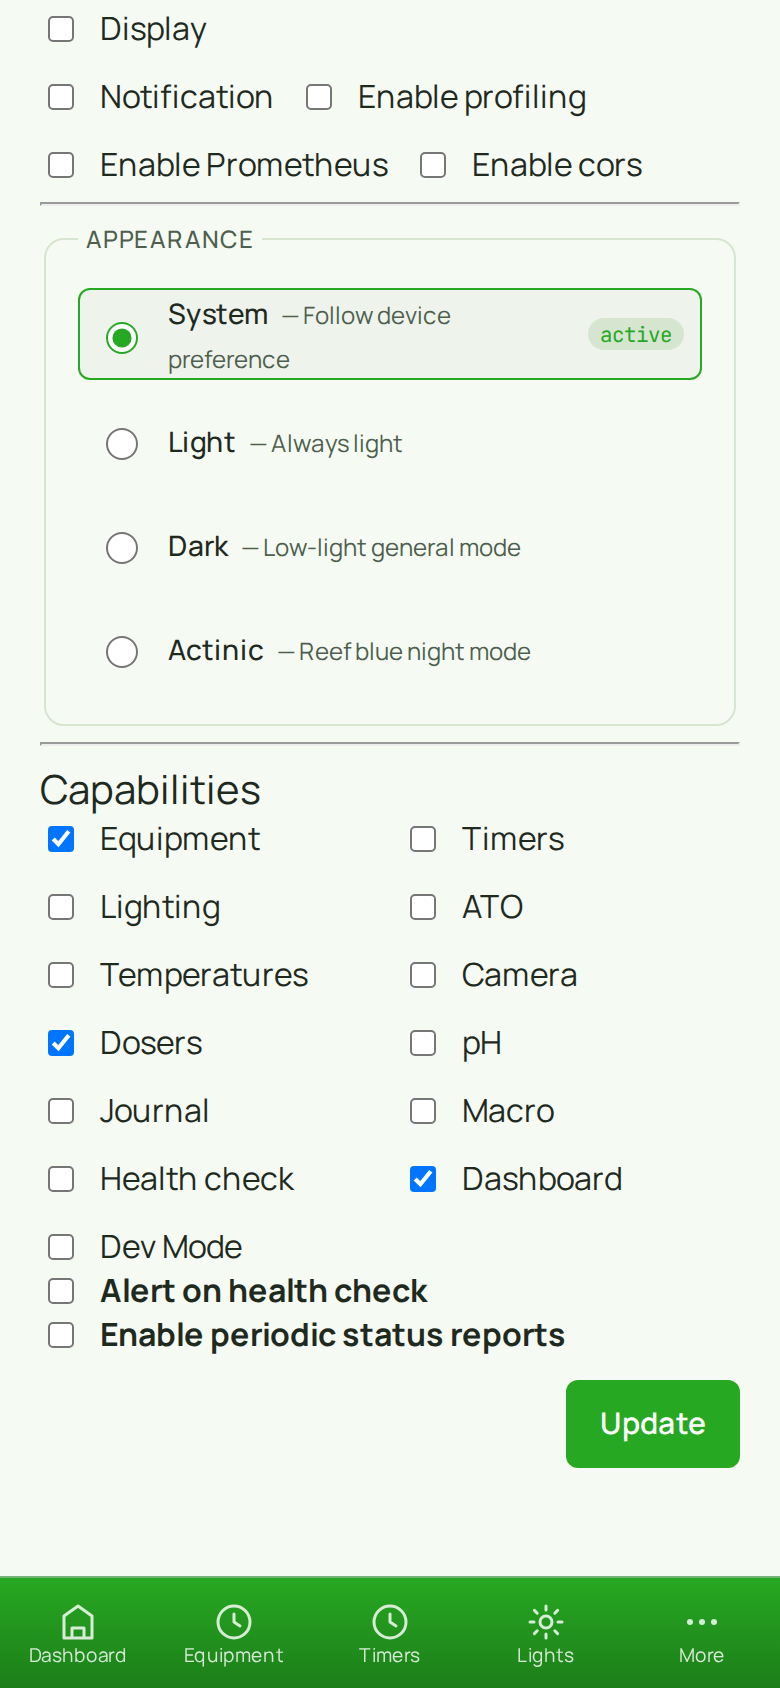 Display
Notification Enable profiling
Enable Prometheus Enable cors
APPEARANCE
System — Follow device
preference
active
Light — Always light
Dark — Low-light general mode
Actinic — Reef blue night mode
Capabilities
Equipment Timers
Lighting ATO
Temperatures Camera
Dosers pH
Journal Macro
Health check Dashboard
Dev Mode
Alert on health check
Enable periodic status reports
Update
Dashboard Equipment Timers Lights More